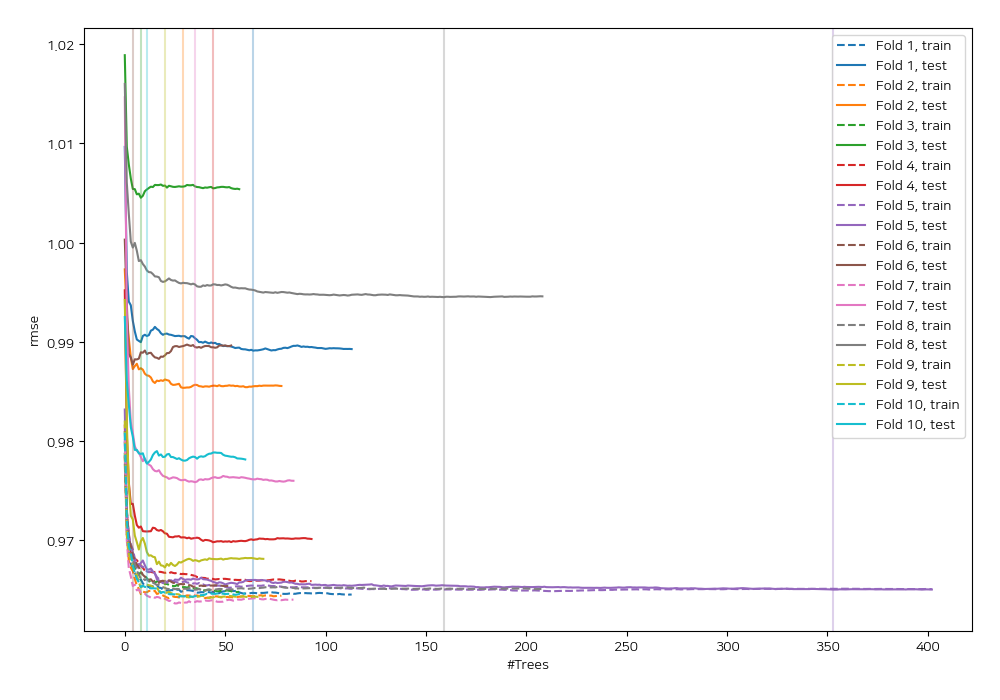 1,02
1,01
1,00
0,99
0,98
0,97
rmse
0
50
100
150
200
250
300
350
400
#Trees
Fold 1, train
Fold 1, test
Fold 2, train
Fold 2, test
Fold 3, train
Fold 3, test
Fold 4, train
Fold 4, test
Fold 5, train
Fold 5, test
Fold 6, train
Fold 6, test
Fold 7, train
Fold 7, test
Fold 8, train
Fold 8, test
Fold 9, train
Fold 9, test
Fold 10, train
Fold 10, test